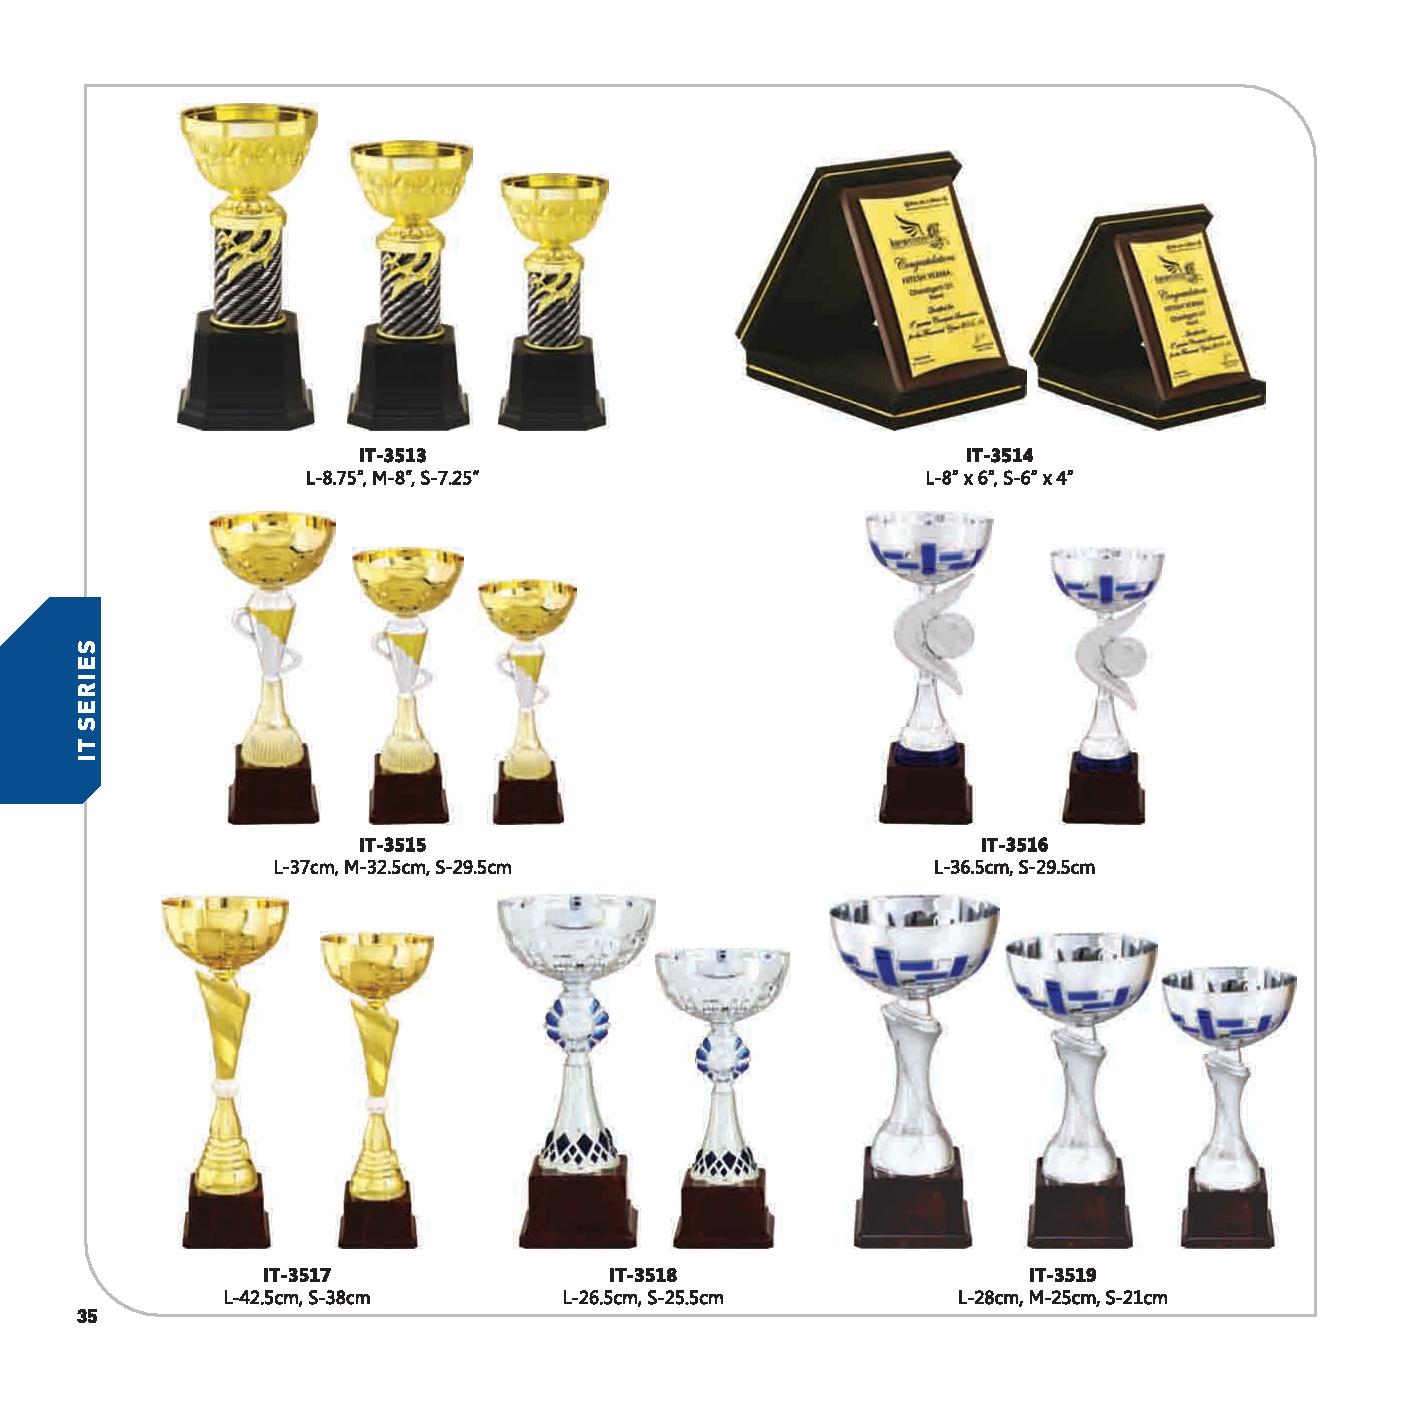 IT-3513
L-8.75”, M-8”, S-7.25”
Congratulations
HITESH VERMA
IT-3514
L-8” x 6”, S-6” x 4”
IT-3515
L-37cm, M-32.5cm, S-29.5cm
IT-3516
L-36.5cm, S-29.5cm
IT SERIES
IT-3517
L-42.5cm, S-38cm
IT-3518
L-26.5cm, S-25.5cm
IT-3519
L-28cm, M-25cm, S-21cm
35